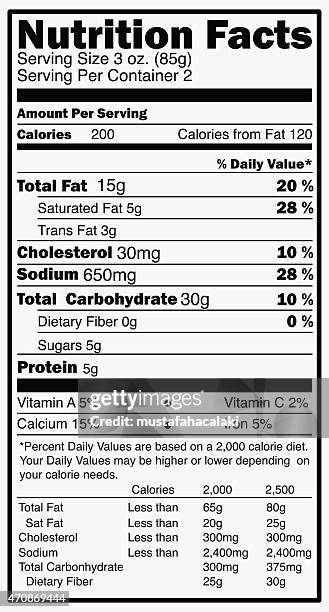 Nutrition Facts
Serving Size 3 oz. (85g)
Serving Per Container 2
Amount Per Serving
Calories 200 Calories from Fat 120
% Daily Value*
Total Fat 15g 20 %
Saturated Fat 5g 28 %
Trans Fat 3g
Cholesterol 30mg 10 %
Sodium 650mg 28 %
Total Carbohydrate 30g 10 %
Dietary Fiber 0g 0 %
Sugars 5g
Protein 5g
gettyimages
Vitamin A 5% Vitamin C 2%
mustafahacalaki
Calcium 15% Iron 5%
*Percent Daily Values are based on a 2,000 calorie diet.
Your Daily Values may be higher or lower depending on
your calorie needs.
Calories 2,000 2,500
Total Fat Less than 65g 80g
Sat Fat Less than 20g 25g
Cholesterol Less than 300mg 300mg
Sodium Less than 2,400mg 2,400mg
Total Carbonhydrate 300mg 375mg
Dietary Fiber 25g 30g
470869444